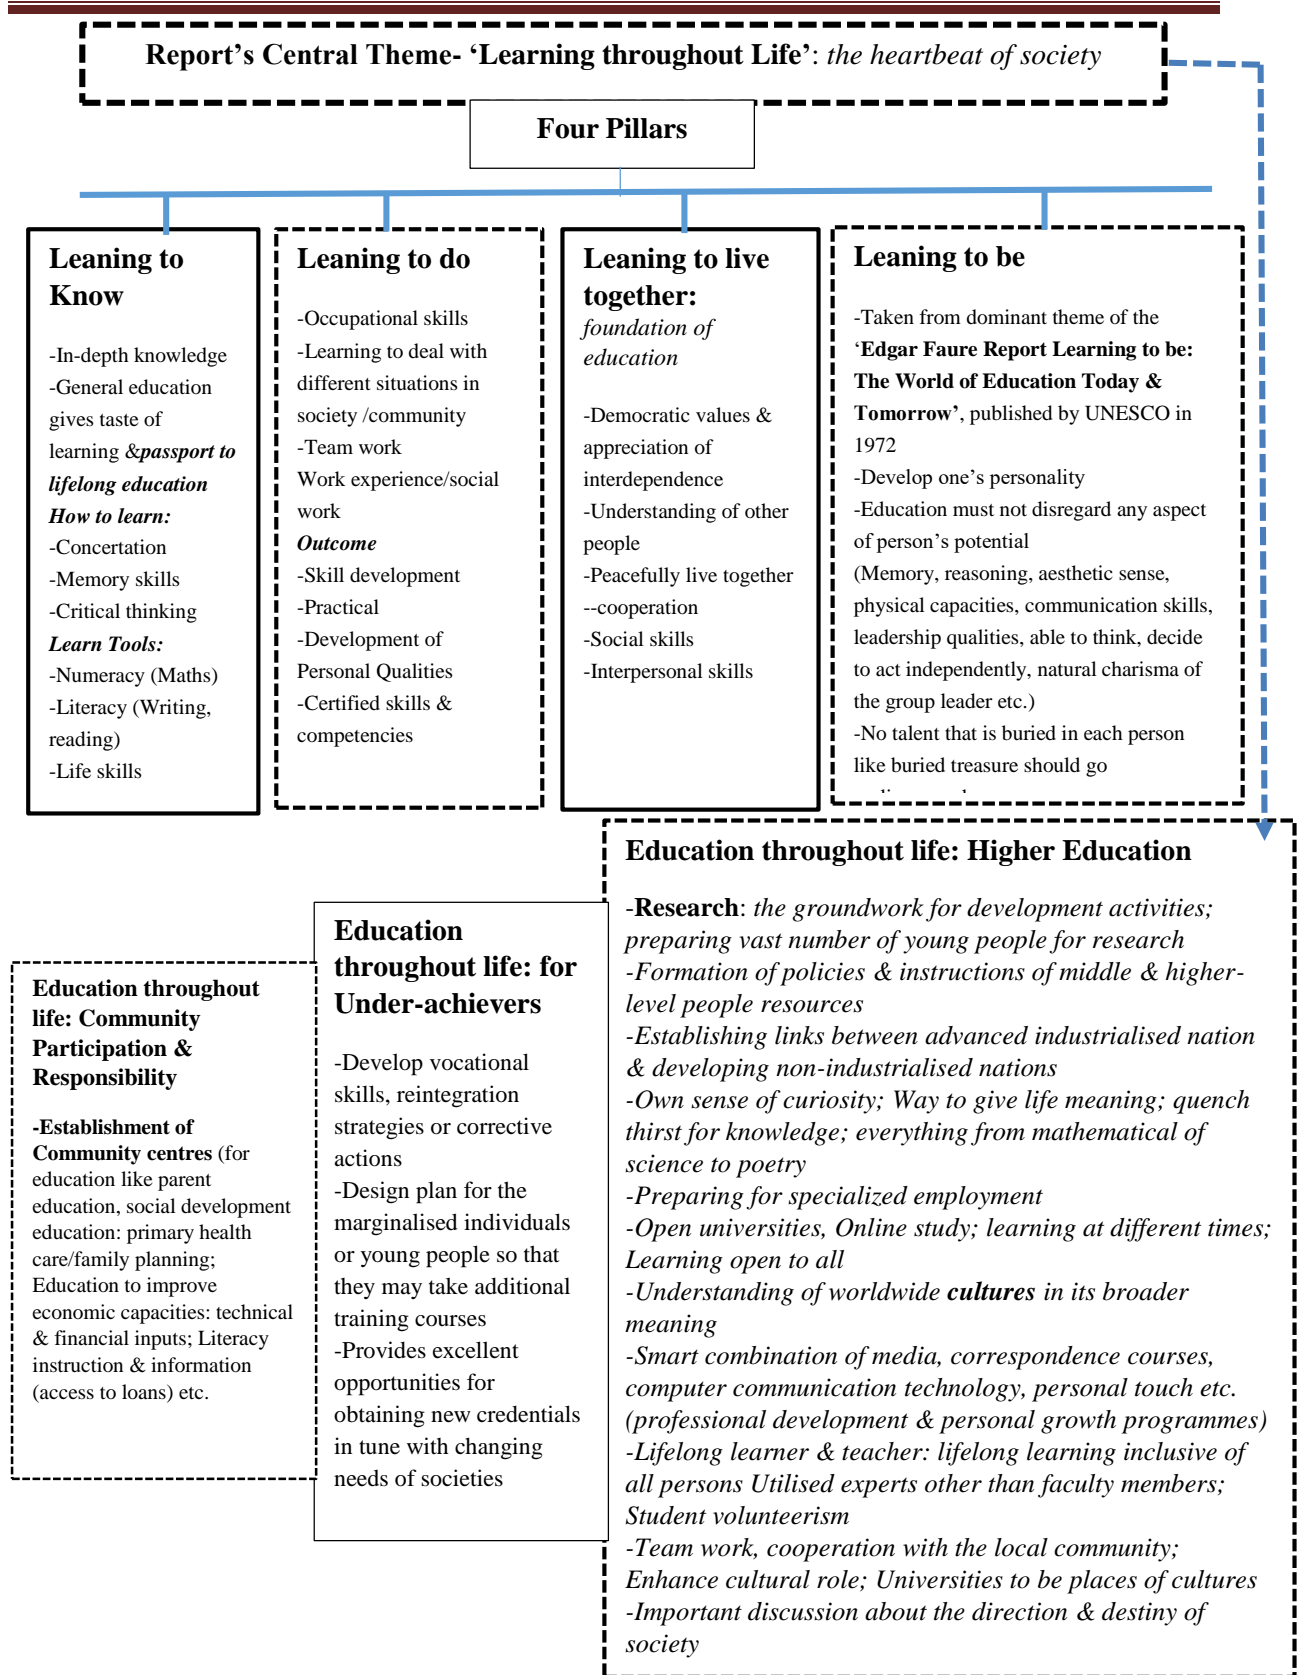 Report’s Central Theme- ‘Learning throughout Life’: the heartbeat of society
Four Pillars
Leaning to
Know
-In-depth knowledge
-General education
gives taste of
learning &passport to
lifelong education
How to learn:
-Concertation
-Memory skills
-Critical thinking
Learn Tools:
-Numeracy (Maths)
-Literacy (Writing,
reading)
-Life skills
Leaning to do
-Occupational skills
-Learning to deal with
different situations in
society /community
-Team work
Work experience/social
work
Outcome
-Skill development
-Practical
-Development of
Personal Qualities
-Certified skills &
competencies
Leaning to live
together:
foundation of
education
-Democratic values &
appreciation of
interdependence
-Understanding of other
people
-Peacefully live together
--cooperation
-Social skills
-Interpersonal skills
Leaning to be
-Taken from dominant theme of the
‘Edgar Faure Report Learning to be:
The World of Education Today &
Tomorrow’, published by UNESCO in
1972
-Develop one’s personality
-Education must not disregard any aspect
of person’s potential
(Memory, reasoning, aesthetic sense,
physical capacities, communication skills,
leadership qualities, able to think, decide
to act independently, natural charisma of
the group leader etc.)
-No talent that is buried in each person
like buried treasure should go
Education throughout life: Higher Education
-Research: the groundwork for development activities;
preparing vast number of young people for research
-Formation of policies & instructions of middle & higher-
level people resources
-Establishing links between advanced industrialised nation
& developing non-industrialised nations
-Own sense of curiosity; Way to give life meaning; quench
thirst for knowledge; everything from mathematical of
science to poetry
-Preparing for specialized employment
-Open universities, Online study; learning at different times;
Learning open to all
-Understanding of worldwide cultures in its broader
meaning
-Smart combination of media, correspondence courses,
computer communication technology, personal touch etc.
(professional development & personal growth programmes)
-Lifelong learner & teacher: lifelong learning inclusive of
all persons Utilised experts other than faculty members;
Student volunteerism
-Team work, cooperation with the local community;
Enhance cultural role; Universities to be places of cultures
-Important discussion about the direction & destiny of
society
Education
throughout life: for
Under-achievers
-Develop vocational
skills, reintegration
strategies or corrective
actions
-Design plan for the
marginalised individuals
or young people so that
they may take additional
training courses
-Provides excellent
opportunities for
obtaining new credentials
in tune with changing
needs of societies
Education throughout
life: Community
Participation &
Responsibility
-Establishment of
Community centres (for
education like parent
education, social development
education: primary health
care/family planning;
Education to improve
economic capacities: technical
& financial inputs; Literacy
instruction & information
(access to loans) etc.